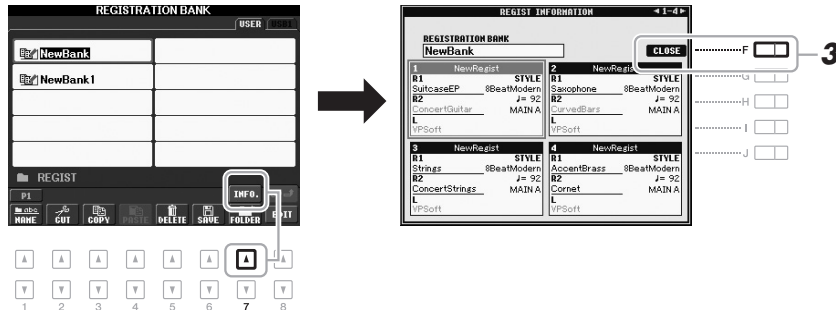 REGISTRATION BANK
USER USB1
NewBank
NewBank1
REGIST
P1 INFO.
abc NAME CUT COPY PASTE DELETE SAVE FOLDER EDIT
1 2 3 4 5 6 7 8
REGIST INFORMATION 1-4
REGISTRATION BANK
NewBank
CLOSE
F
3
G
H
I
J
1 NewRegist
R1 STYLE
SuitcaseEP 8BeatModern
R2 ♩= 92
ConcertGuitar MAIN A
L
VPSoft
2 NewRegist
R1 STYLE
Saxophone 8BeatModern
R2 ♩= 92
CurvedBars MAIN A
L
VPSoft
3 NewRegist
R1 STYLE
Strings 8BeatModern
R2 ♩= 92
ConcertStrings MAIN A
L
VPSoft
4 NewRegist
R1 STYLE
AccentBrass 8BeatModern
R2 ♩= 92
Cornet MAIN A
L
VPSoft